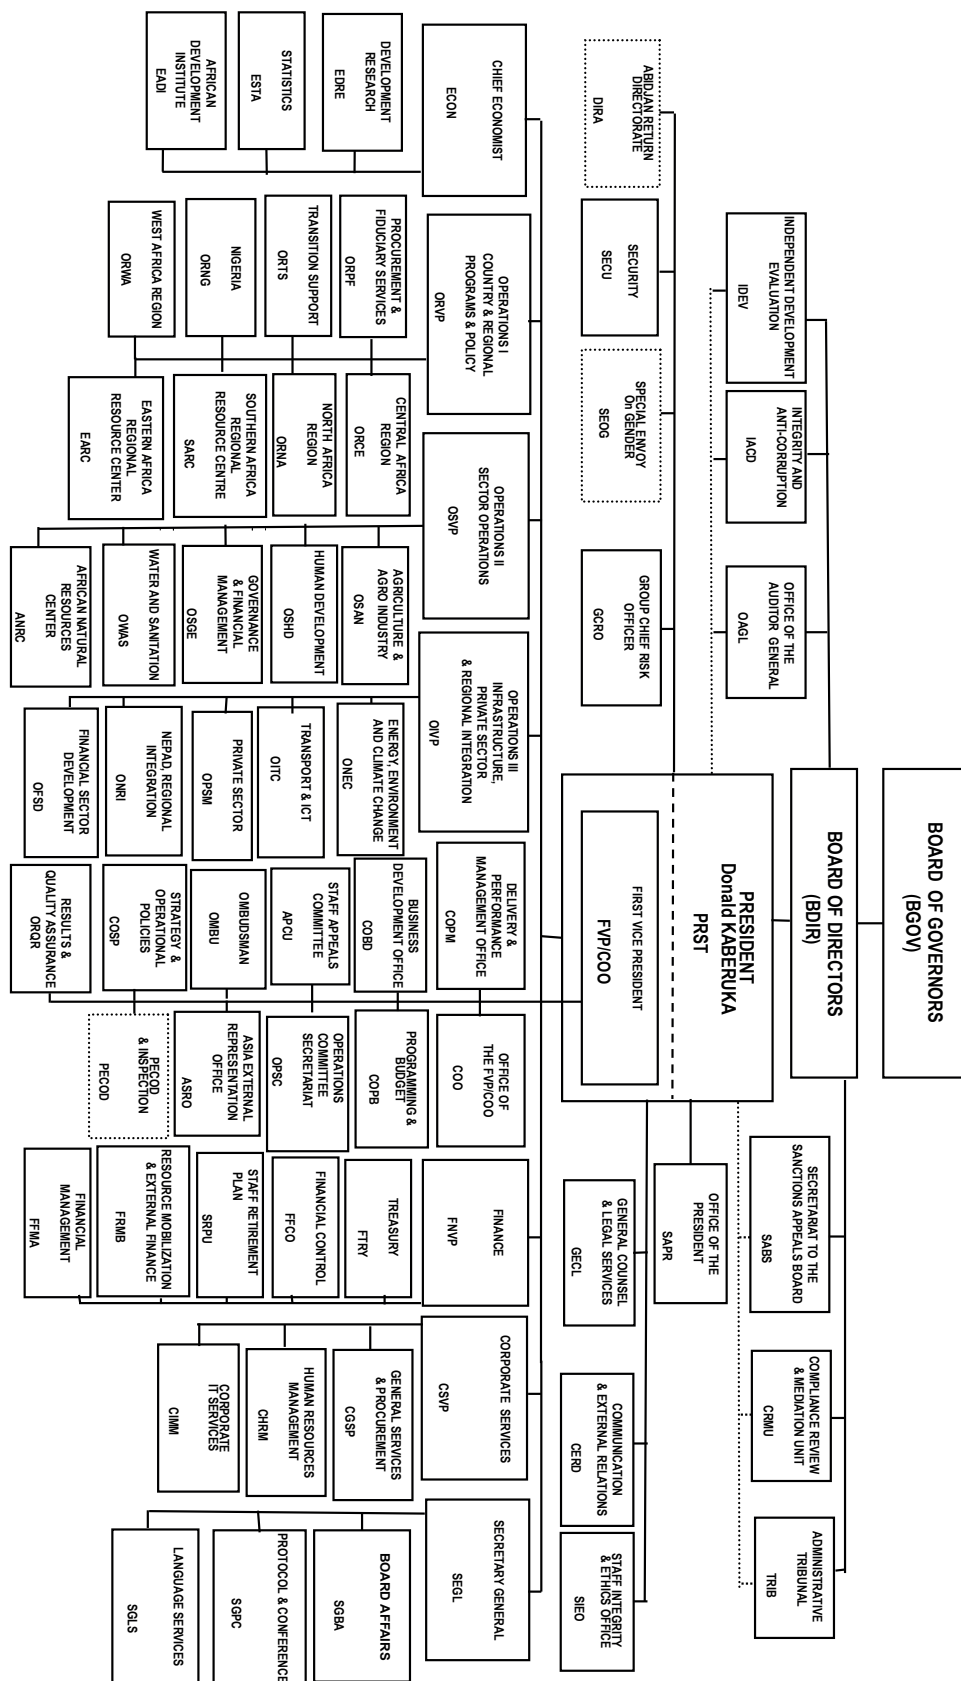 BOARD OF GOVERNORS
(BGOV)
BOARD OF DIRECTORS
(BDIR)
INDEPENDENT DEVELOPMENT
EVALUATION
IDEV
INTEGRITY AND
ANTI-CORRUPTION
IACD
OFFICE OF THE
AUDITOR GENERAL
OAGL
SECRETARIAT TO THE
SANCTIONS APPEALS BOARD
SABS
COMPLIANCE REVIEW
& MEDIATION UNIT
CRMU
ADMINISTRATIVE
TRIBUNAL
TRIB
PRESIDENT
Donald KABERUKA
PRST
OFFICE OF THE
PRESIDENT
SAPR
ABIDJAN RETURN
DIRECTORATE
DIRA
SECURITY
SECU
SPECIAL ENVOY
On GENDER
SEOG
GROUP CHIEF RISK
OFFICER
GCRO
FIRST VICE PRESIDENT
FVP/COO
GENERAL COUNSEL
& LEGAL SERVICES
GECL
COMMUNICATION
& EXTERNAL RELATIONS
CERD
STAFF INTEGRITY
& ETHICS OFFICE
SIEO
CHIEF ECONOMIST
ECON
DEVELOPMENT
RESEARCH
EDRE
STATISTICS
ESTA
AFRICAN
DEVELOPMENT
INSTITUTE
EADI
OPERATIONS I
COUNTRY & REGIONAL
PROGRAMS & POLICY
ORVP
PROCUREMENT &
FIDUCIARY SERVICES
ORPF
TRANSITION SUPPORT
ORTS
NIGERIA
ORNG
WEST AFRICA REGION
ORWA
CENTRAL AFRICA
REGION
ORCE
NORTH AFRICA
REGION
ORNA
SOUTHERN AFRICA
REGIONAL
RESOURCE CENTRE
SARC
EASTERN AFRICA
REGIONAL
RESOURCE CENTER
EARC
OPERATIONS II
SECTOR OPERATIONS
OSVP
AGRICULTURE &
AGRO INDUSTRY
OSAN
HUMAN DEVELOPMENT
OSHD
GOVERNANCE
& FINANCIAL
MANAGEMENT
OSGE
WATER AND SANITATION
OWAS
AFRICAN NATURAL
RESOURCES
CENTER
ANRC
OPERATIONS III
INFRASTRUCTURE,
PRIVATE SECTOR
& REGIONAL INTEGRATION
OIVP
ENERGY, ENVIRONMENT
AND CLIMATE CHANGE
ONEC
TRANSPORT & ICT
OITC
PRIVATE SECTOR
OPSM
NEPAD, REGIONAL
INTEGRATION
ONRI
FINANCIAL SECTOR
DEVELOPMENT
OFSD
DELIVERY &
PERFORMANCE
MANAGEMENT OFFICE
COPM
BUSINESS
DEVELOPMENT OFFICE
COBD
STAFF APPEALS
COMMITTEE
APCU
OMBUDSMAN
OMBU
STRATEGY &
OPERATIONAL
POLICIES
COSP
RESULTS &
QUALITY ASSURANCE
ORQR
OFFICE OF
THE FVP/COO
COO
PROGRAMMING &
BUDGET
COPB
OPERATIONS
COMMITTEE
SECRETARIAT
OPSC
ASIA EXTERNAL
REPRESENTATION
OFFICE
ASRO
PECOD
& INSPECTION
PECOD
FINANCE
FNVP
TREASURY
FTRY
FINANCIAL CONTROL
FFCO
STAFF RETIREMENT
PLAN
SRPU
RESOURCE MOBILIZATION
& EXTERNAL FINANCE
FRMB
FINANCIAL
MANAGEMENT
FFMA
CORPORATE SERVICES
CSVP
GENERAL SERVICES
& PROCUREMENT
CGSP
HUMAN RESOURCES
MANAGEMENT
CHRM
CORPORATE
IT SERVICES
CIMM
SECRETARY GENERAL
SEGL
BOARD AFFAIRS
SGBA
PROTOCOL & CONFERENCE
SGPC
LANGUAGE SERVICES
SGLS